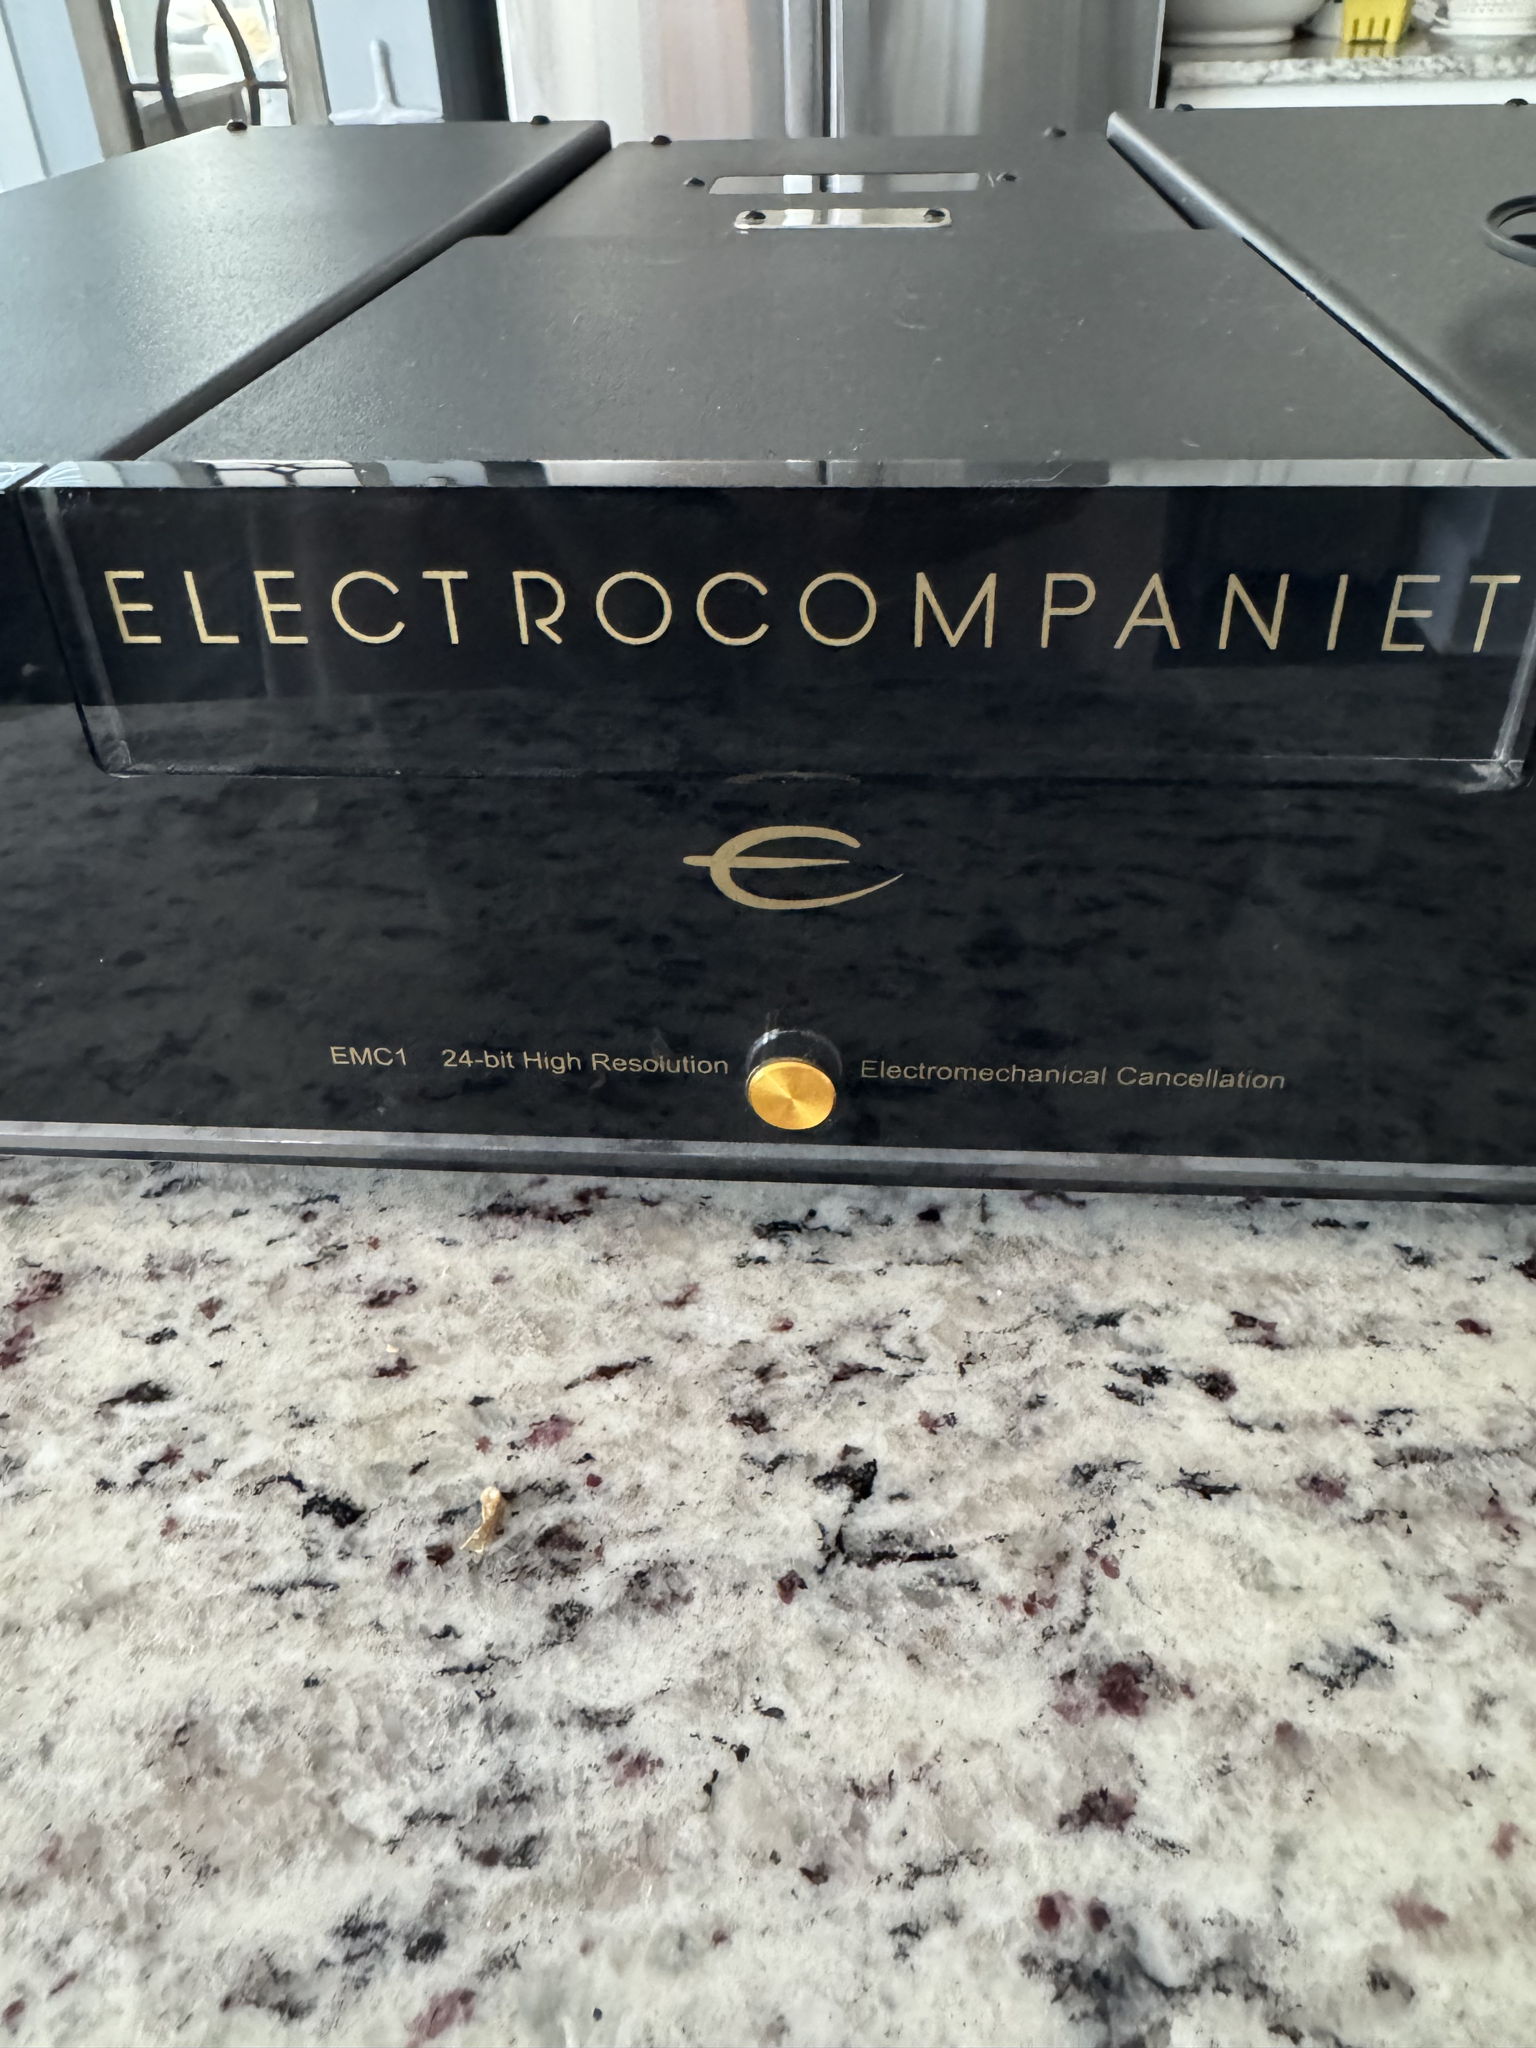 ELECTROCOMPANIET
EMC1 24-bit High Resolution Electromechanical Cancellation